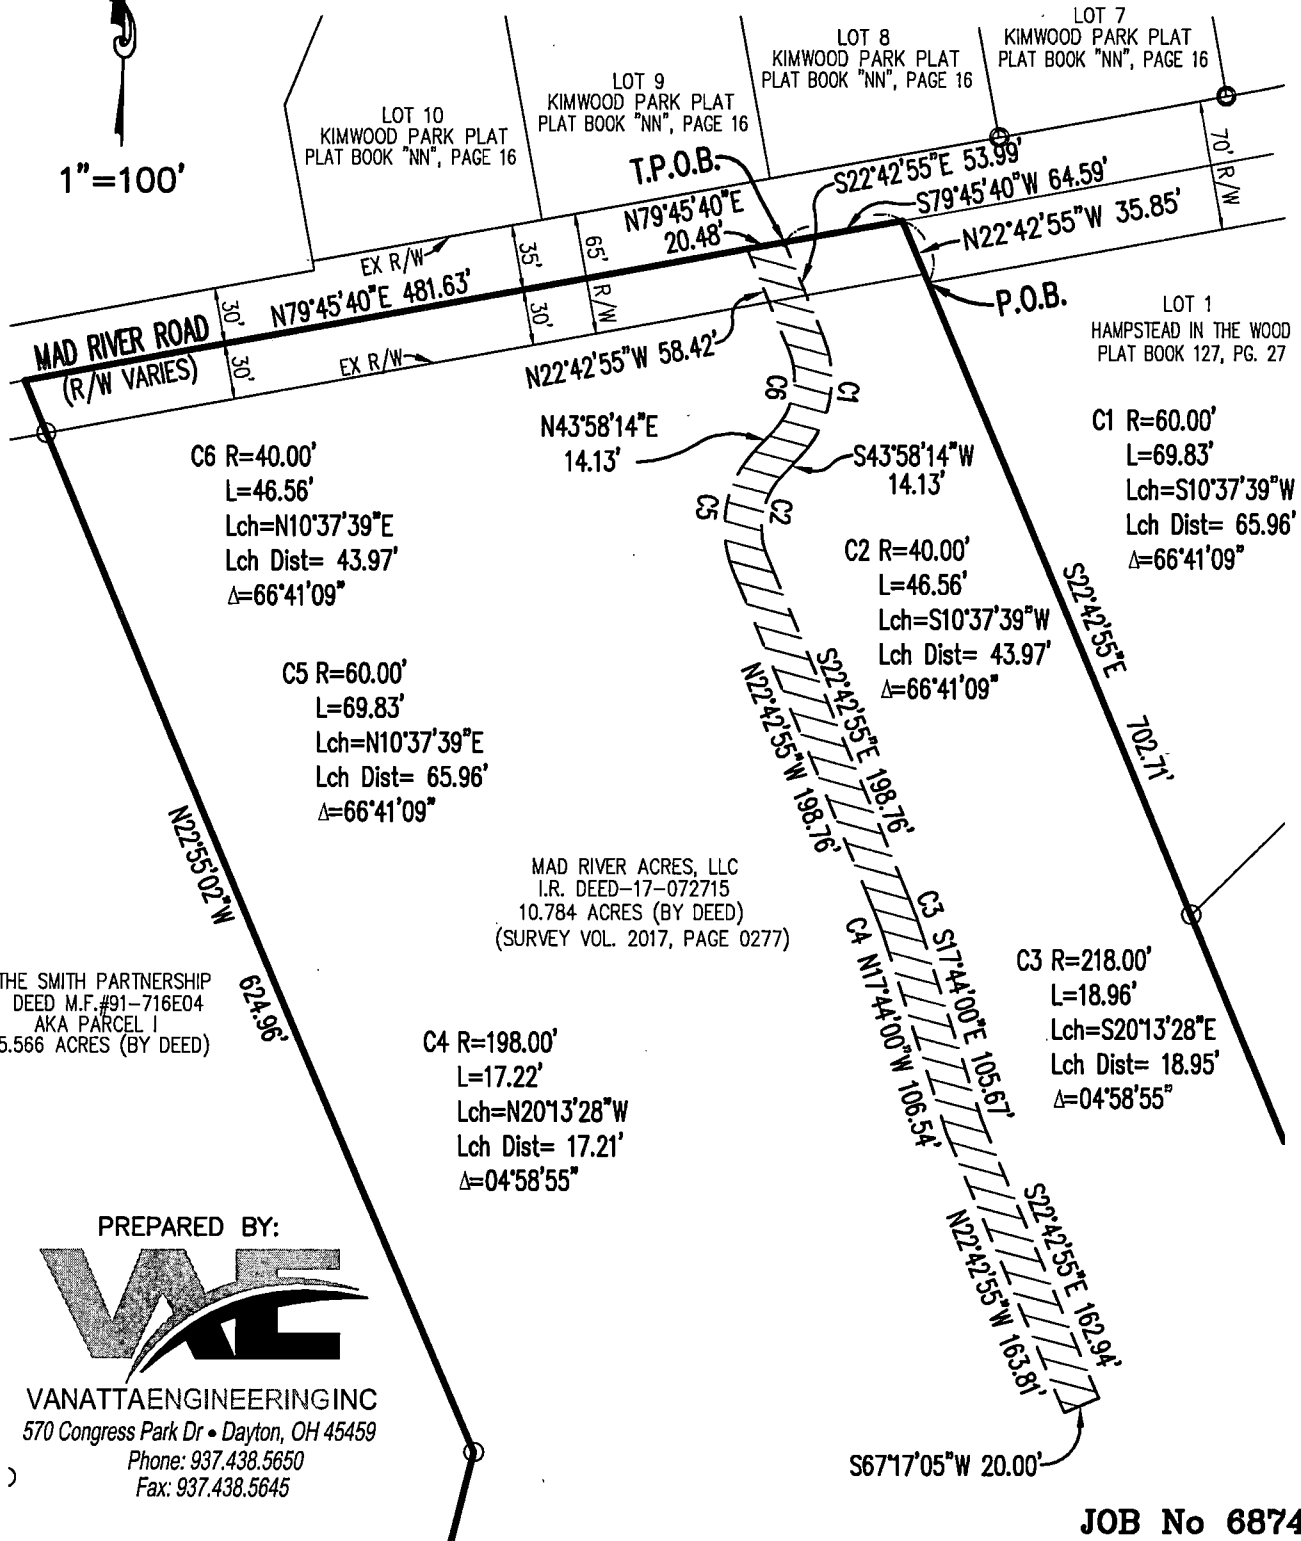 1"=100'
LOT 10
KIMWOOD PARK PLAT
PLAT BOOK "NN", PAGE 16
LOT 9
KIMWOOD PARK PLAT
PLAT BOOK "NN", PAGE 16
LOT 8
KIMWOOD PARK PLAT
PLAT BOOK "NN", PAGE 16
LOT 7
KIMWOOD PARK PLAT
PLAT BOOK "NN", PAGE 16
T.P.O.B.
S22°42'55"E 53.99'
S79°45'40"W 64.59'
N22°42'55"W 35.85'
70' R/W
N79°45'40"E
20.48'
EX R/W
35'
65'
R/W
30'
N79°45'40"E 481.63'
30'
MAD RIVER ROAD
(R/W VARIES)
30'
30'
EX R/W
N22°42'55"W 58.42'
P.O.B.
LOT 1
HAMPSTEAD IN THE WOOD
PLAT BOOK 127, PG. 27
C6
C1
N43°58'14"E
14.13'
S43°58'14"W
14.13'
C5
C2
C1 R=60.00'
L=69.83'
Lch=S10°37'39"W
Lch Dist= 65.96'
Δ=66°41'09"
C6 R=40.00'
L=46.56'
Lch=N10°37'39"E
Lch Dist= 43.97'
Δ=66°41'09"
C2 R=40.00'
L=46.56'
Lch=S10°37'39"W
Lch Dist= 43.97'
Δ=66°41'09"
C5 R=60.00'
L=69.83'
Lch=N10°37'39"E
Lch Dist= 65.96'
Δ=66°41'09"
S22°42'55"E 702.71'
S22°42'55"E 198.76'
N22°42'55"W 198.76'
N22°55'02"W 624.96'
MAD RIVER ACRES, LLC
I.R. DEED-17-072715
10.784 ACRES (BY DEED)
(SURVEY VOL. 2017, PAGE 0277)
C3 S17°44'00"E 105.67'
C4 N17°44'00"W 106.54'
THE SMITH PARTNERSHIP
DEED M.F.#91-716E04
AKA PARCEL I
5.566 ACRES (BY DEED)
C3 R=218.00'
L=18.96'
Lch=S20°13'28"E
Lch Dist= 18.95'
Δ=04°58'55"
C4 R=198.00'
L=17.22'
Lch=N20°13'28"W
Lch Dist= 17.21'
Δ=04°58'55"
S22°42'55"E 162.94'
N22°42'55"W 163.81'
S67°17'05"W 20.00'
PREPARED BY:
VAE
VANATTA ENGINEERING INC
570 Congress Park Dr • Dayton, OH 45459
Phone: 937.438.5650
Fax: 937.438.5645
JOB No 6874